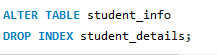 ALTER TABLE student_info
DROP INDEX student_details;